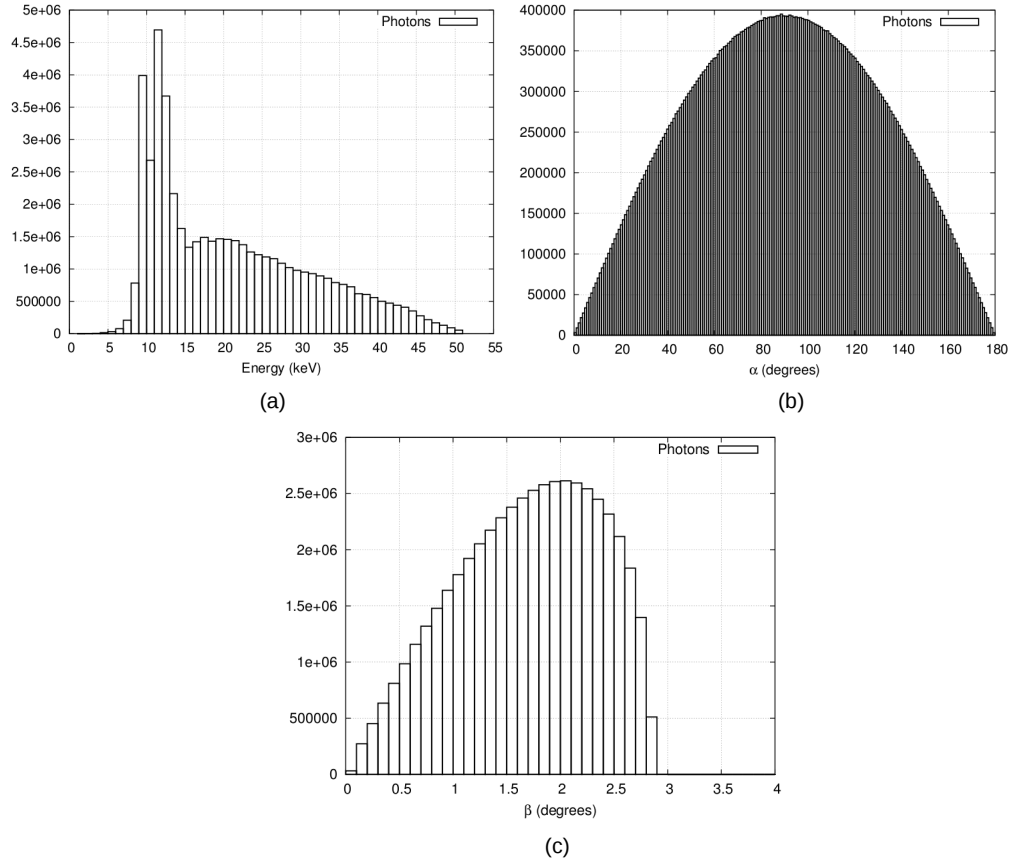 Photons
5e+06
4.5e+06
4e+06
3.5e+06
3e+06
2.5e+06
2e+06
1.5e+06
1e+06
500000
0
0 5 10 15 20 25 30 35 40 45 50 55
Energy (keV)
(a)
Photons
400000
350000
300000
250000
200000
150000
100000
50000
0
0 20 40 60 80 100 120 140 160 180
α (degrees)
(b)
Photons
3e+06
2.5e+06
2e+06
1.5e+06
1e+06
500000
0
0 0.5 1 1.5 2 2.5 3 3.5 4
β (degrees)
(c)